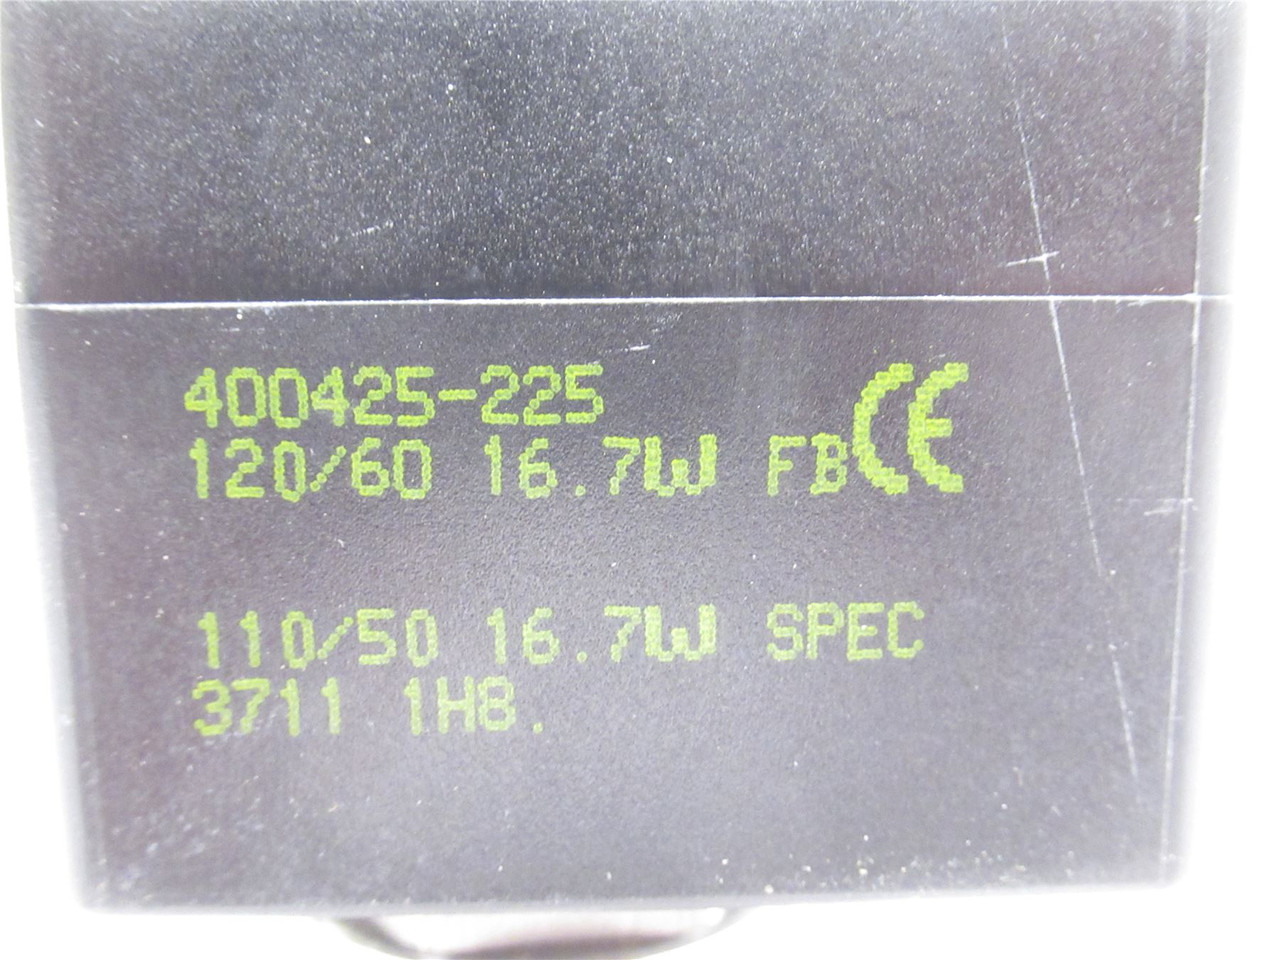 400425-225
120/60 16.7W FB CE
110/50 16.7W SPEC
3711 1H8.